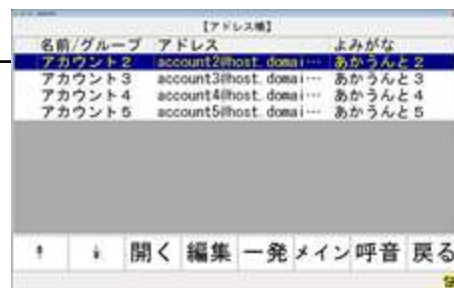 【アドレス帳】
名前/グループ アドレス よみがな
アカウント2 account2@host.domai… あかうんと2
アカウント3 account3@host.domai… あかうんと3
アカウント4 account4@host.domai… あかうんと4
アカウント5 account5@host.domai… あかうんと5
↑ ↓ 開く 編集 一発 メイン 呼音 戻る